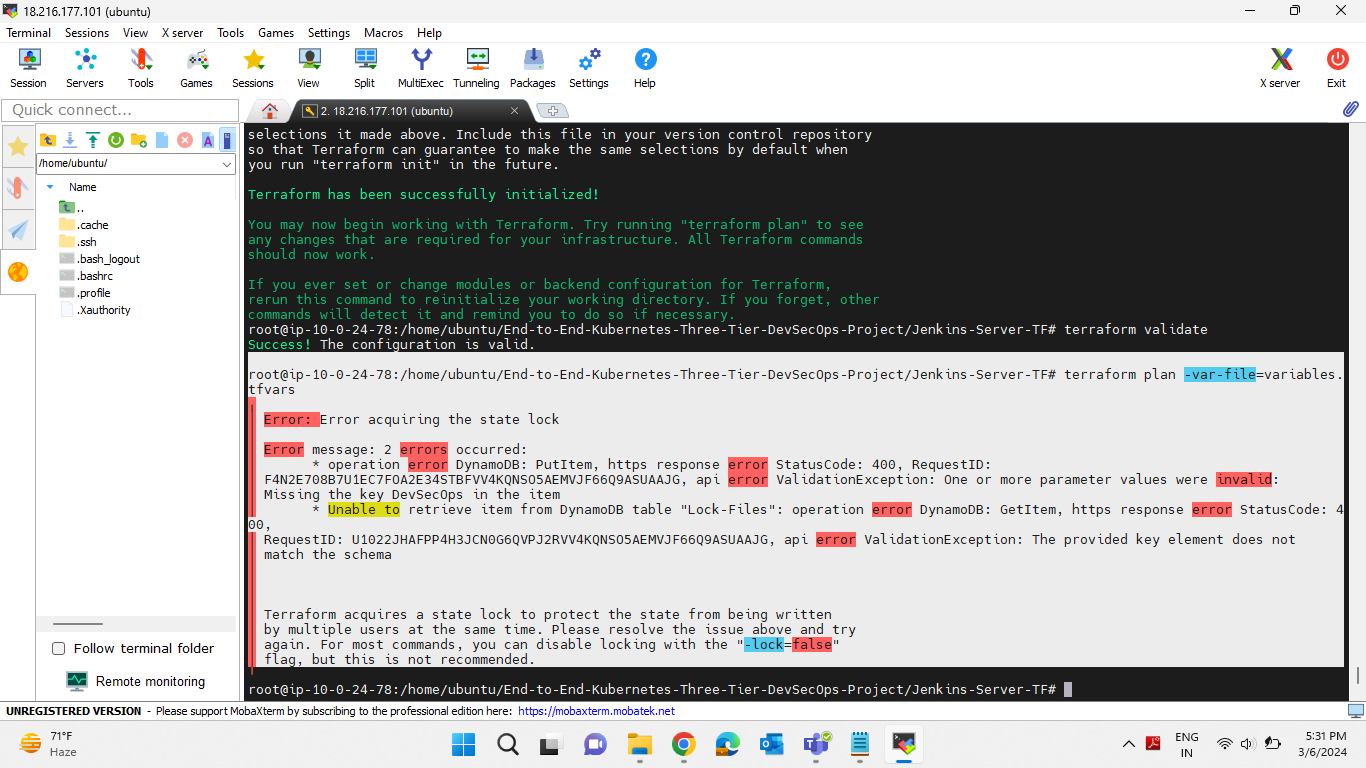 18.216.177.101 (ubuntu)
Terminal Sessions View X server Tools Games Settings Macros Help
Session Servers Tools Games Sessions View Split MultiExec Tunneling Packages Settings Help X server Exit
Quick connect...
2. 18.216.177.101 (ubuntu)
/home/ubuntu/
Name
..
.cache
.ssh
.bash_logout
.bashrc
.profile
.Xauthority
Follow terminal folder
Remote monitoring
selections it made above. Include this file in your version control repository
so that Terraform can guarantee to make the same selections by default when
you run "terraform init" in the future.
Terraform has been successfully initialized!
You may now begin working with Terraform. Try running "terraform plan" to see
any changes that are required for your infrastructure. All Terraform commands
should now work.
If you ever set or change modules or backend configuration for Terraform,
rerun this command to reinitialize your working directory. If you forget, other
commands will detect it and remind you to do so if necessary.
root@ip-10-0-24-78:/home/ubuntu/End-to-End-Kubernetes-Three-Tier-DevSecOps-Project/Jenkins-Server-TF# terraform validate
Success! The configuration is valid.
root@ip-10-0-24-78:/home/ubuntu/End-to-End-Kubernetes-Three-Tier-DevSecOps-Project/Jenkins-Server-TF# terraform plan -var-file=variables.
tfvars
Error: Error acquiring the state lock
Error message: 2 errors occurred:
* operation error DynamoDB: PutItem, https response error StatusCode: 400, RequestID:
F4N2E708B7U1EC7FOA2E34STBFVV4KQNSO5AEMVJF66Q9ASUAAJG, api error ValidationException: One or more parameter values were invalid:
Missing the key DevSecOps in the item
* Unable to retrieve item from DynamoDB table "Lock-Files": operation error DynamoDB: GetItem, https response error StatusCode: 4
00,
RequestID: U1022JHAFPP4H3JCN0G6QVPJ2RVV4KQNSO5AEMVJF66Q9ASUAAJG, api error ValidationException: The provided key element does not
match the schema
Terraform acquires a state lock to protect the state from being written
by multiple users at the same time. Please resolve the issue above and try
again. For most commands, you can disable locking with the "-lock=false"
flag, but this is not recommended.
root@ip-10-0-24-78:/home/ubuntu/End-to-End-Kubernetes-Three-Tier-DevSecOps-Project/Jenkins-Server-TF#
UNREGISTERED VERSION - Please support MobaXterm by subscribing to the professional edition here: https://mobaxterm.mobatek.net
71°F
Haze
ENG
IN
5:31 PM
3/6/2024